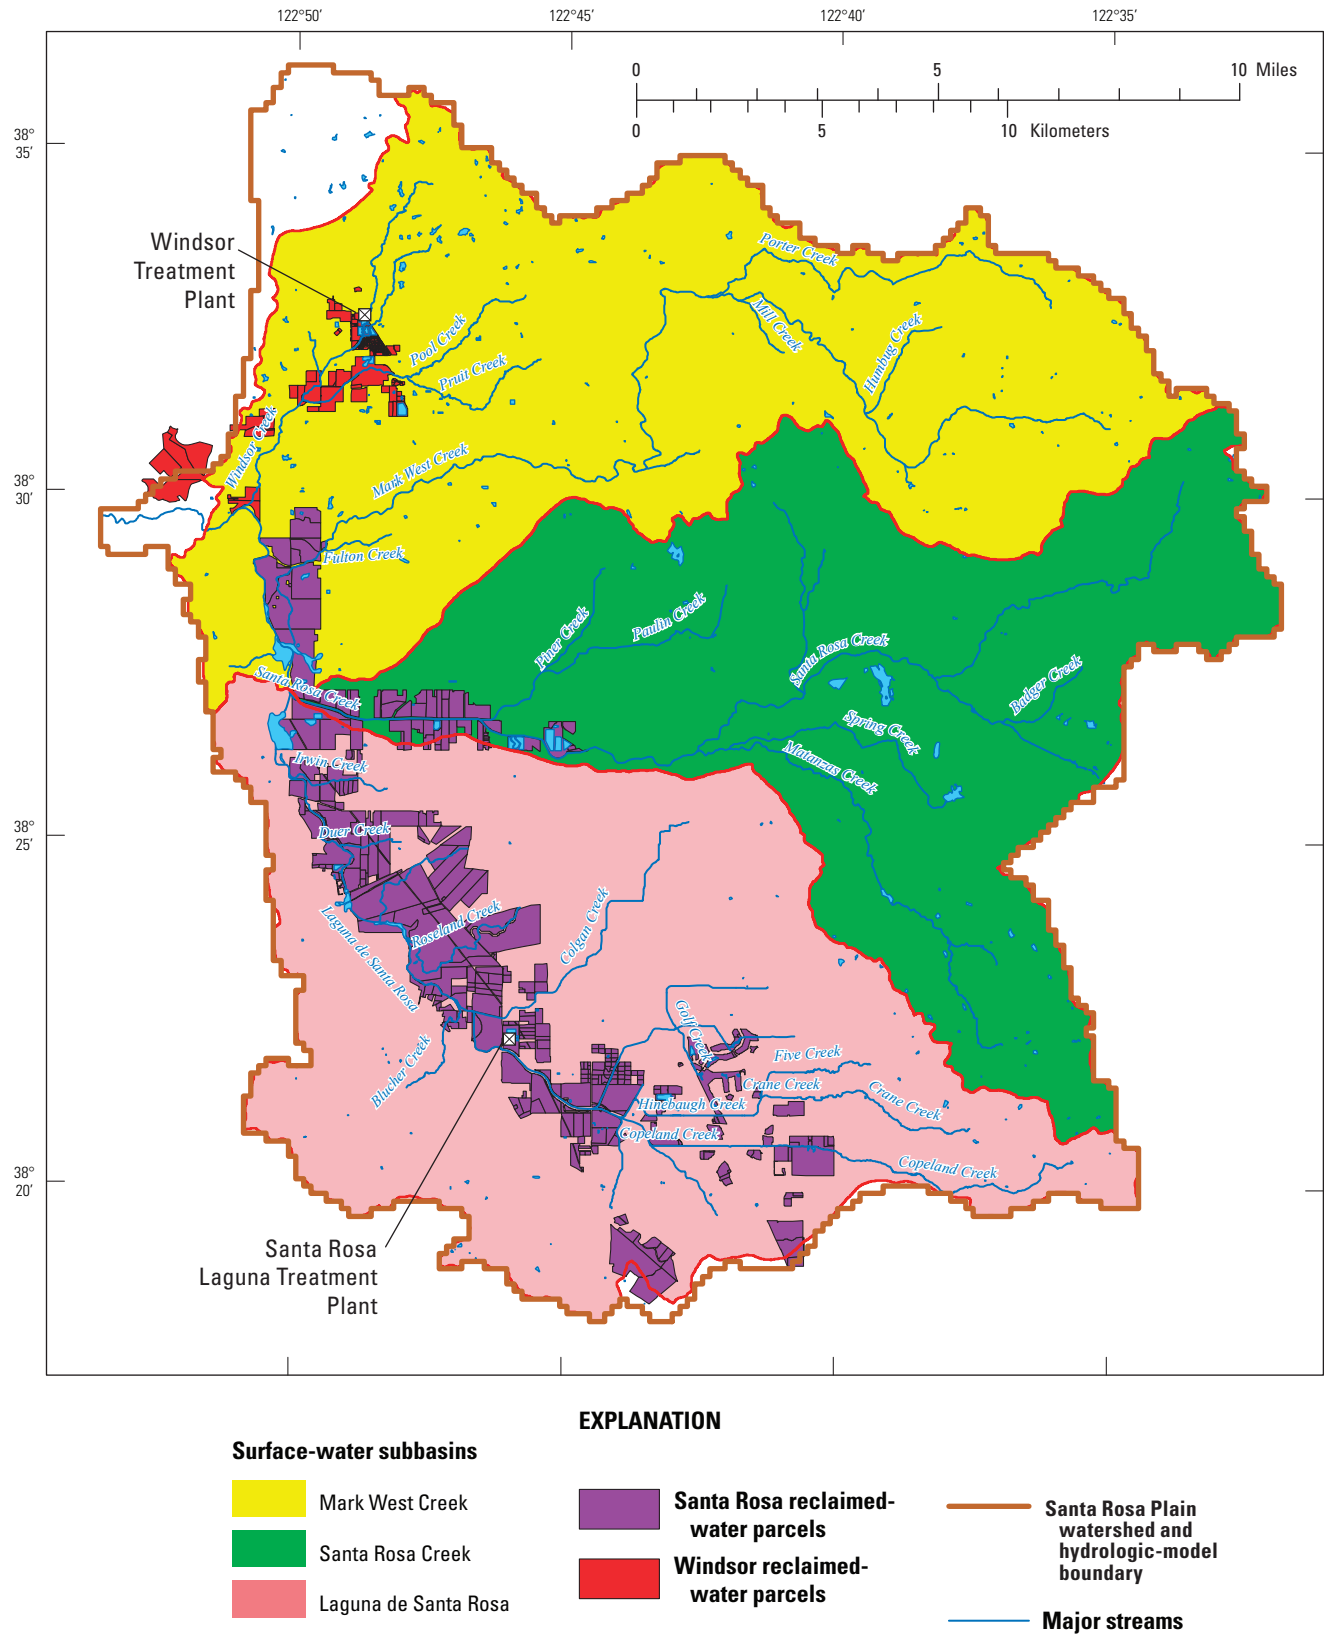 122°50′
122°45′
122°40′
122°35′
0
5
10 Miles
0
5
10 Kilometers
38°
35′
Windsor
Treatment
Plant
Porter Creek
Mill Creek
Humbug Creek
Pool Creek
Pruit Creek
Windsor Creek
Mark West Creek
38°
30′
Fulton Creek
Piner Creek
Paulin Creek
Santa Rosa Creek
Santa Rosa Creek
Badger Creek
Spring Creek
Matanzas Creek
Irwin Creek
38°
25′
Duer Creek
Roseland Creek
Colgan Creek
Laguna de Santa Rosa
Blucher Creek
Golf Creek
Five Creek
Crane Creek
Crane Creek
Hinebaugh Creek
Copeland Creek
Copeland Creek
38°
20′
Santa Rosa
Laguna Treatment
Plant
EXPLANATION
Surface-water subbasins
Mark West Creek
Santa Rosa Creek
Laguna de Santa Rosa
Santa Rosa reclaimed-
water parcels
Windsor reclaimed-
water parcels
Santa Rosa Plain
watershed and
hydrologic-model
boundary
Major streams